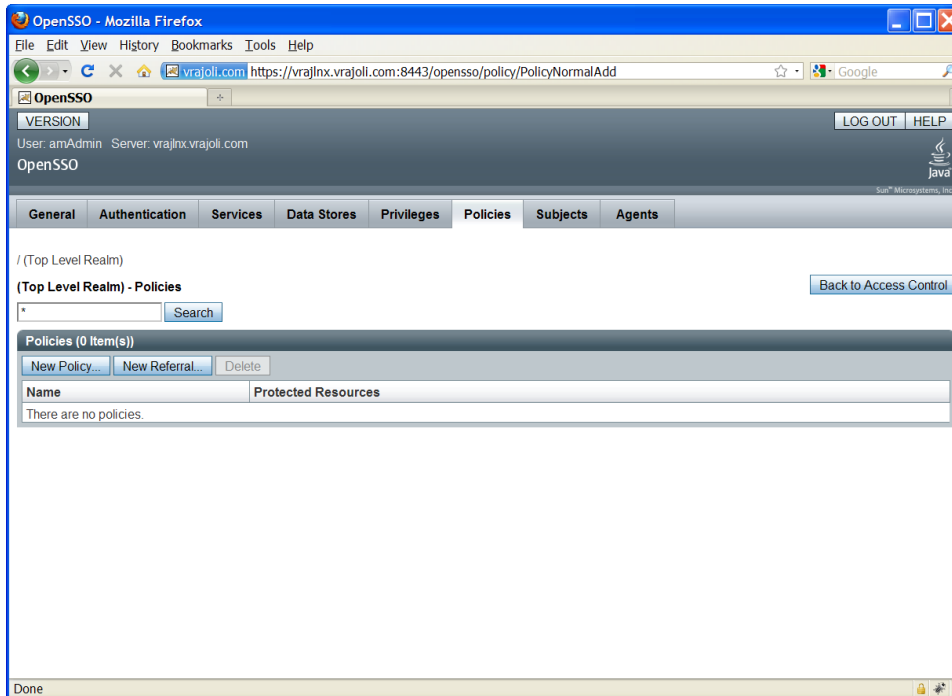 OpenSSO - Mozilla Firefox
File Edit View History Bookmarks Tools Help
vrajoli.com https://vrajlnx.vrajoli.com:8443/opensso/policy/PolicyNormalAdd Google
OpenSSO
VERSION LOG OUT HELP
User: amAdmin Server: vrajlnx.vrajoli.com
OpenSSO
Java
Sun™ Microsystems, Inc
General Authentication Services Data Stores Privileges Policies Subjects Agents
/ (Top Level Realm)
(Top Level Realm) - Policies Back to Access Control
* Search
Policies (0 Item(s))
New Policy... New Referral... Delete
Name Protected Resources
There are no policies.
Done